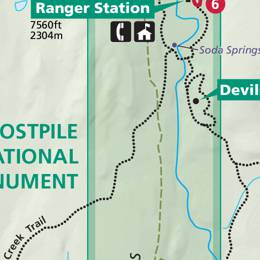 Ranger Station
6
7560ft
2304m
Soda Springs
Devil
OSTPILE
ATIONAL
NUMENT
Creek Trail
S